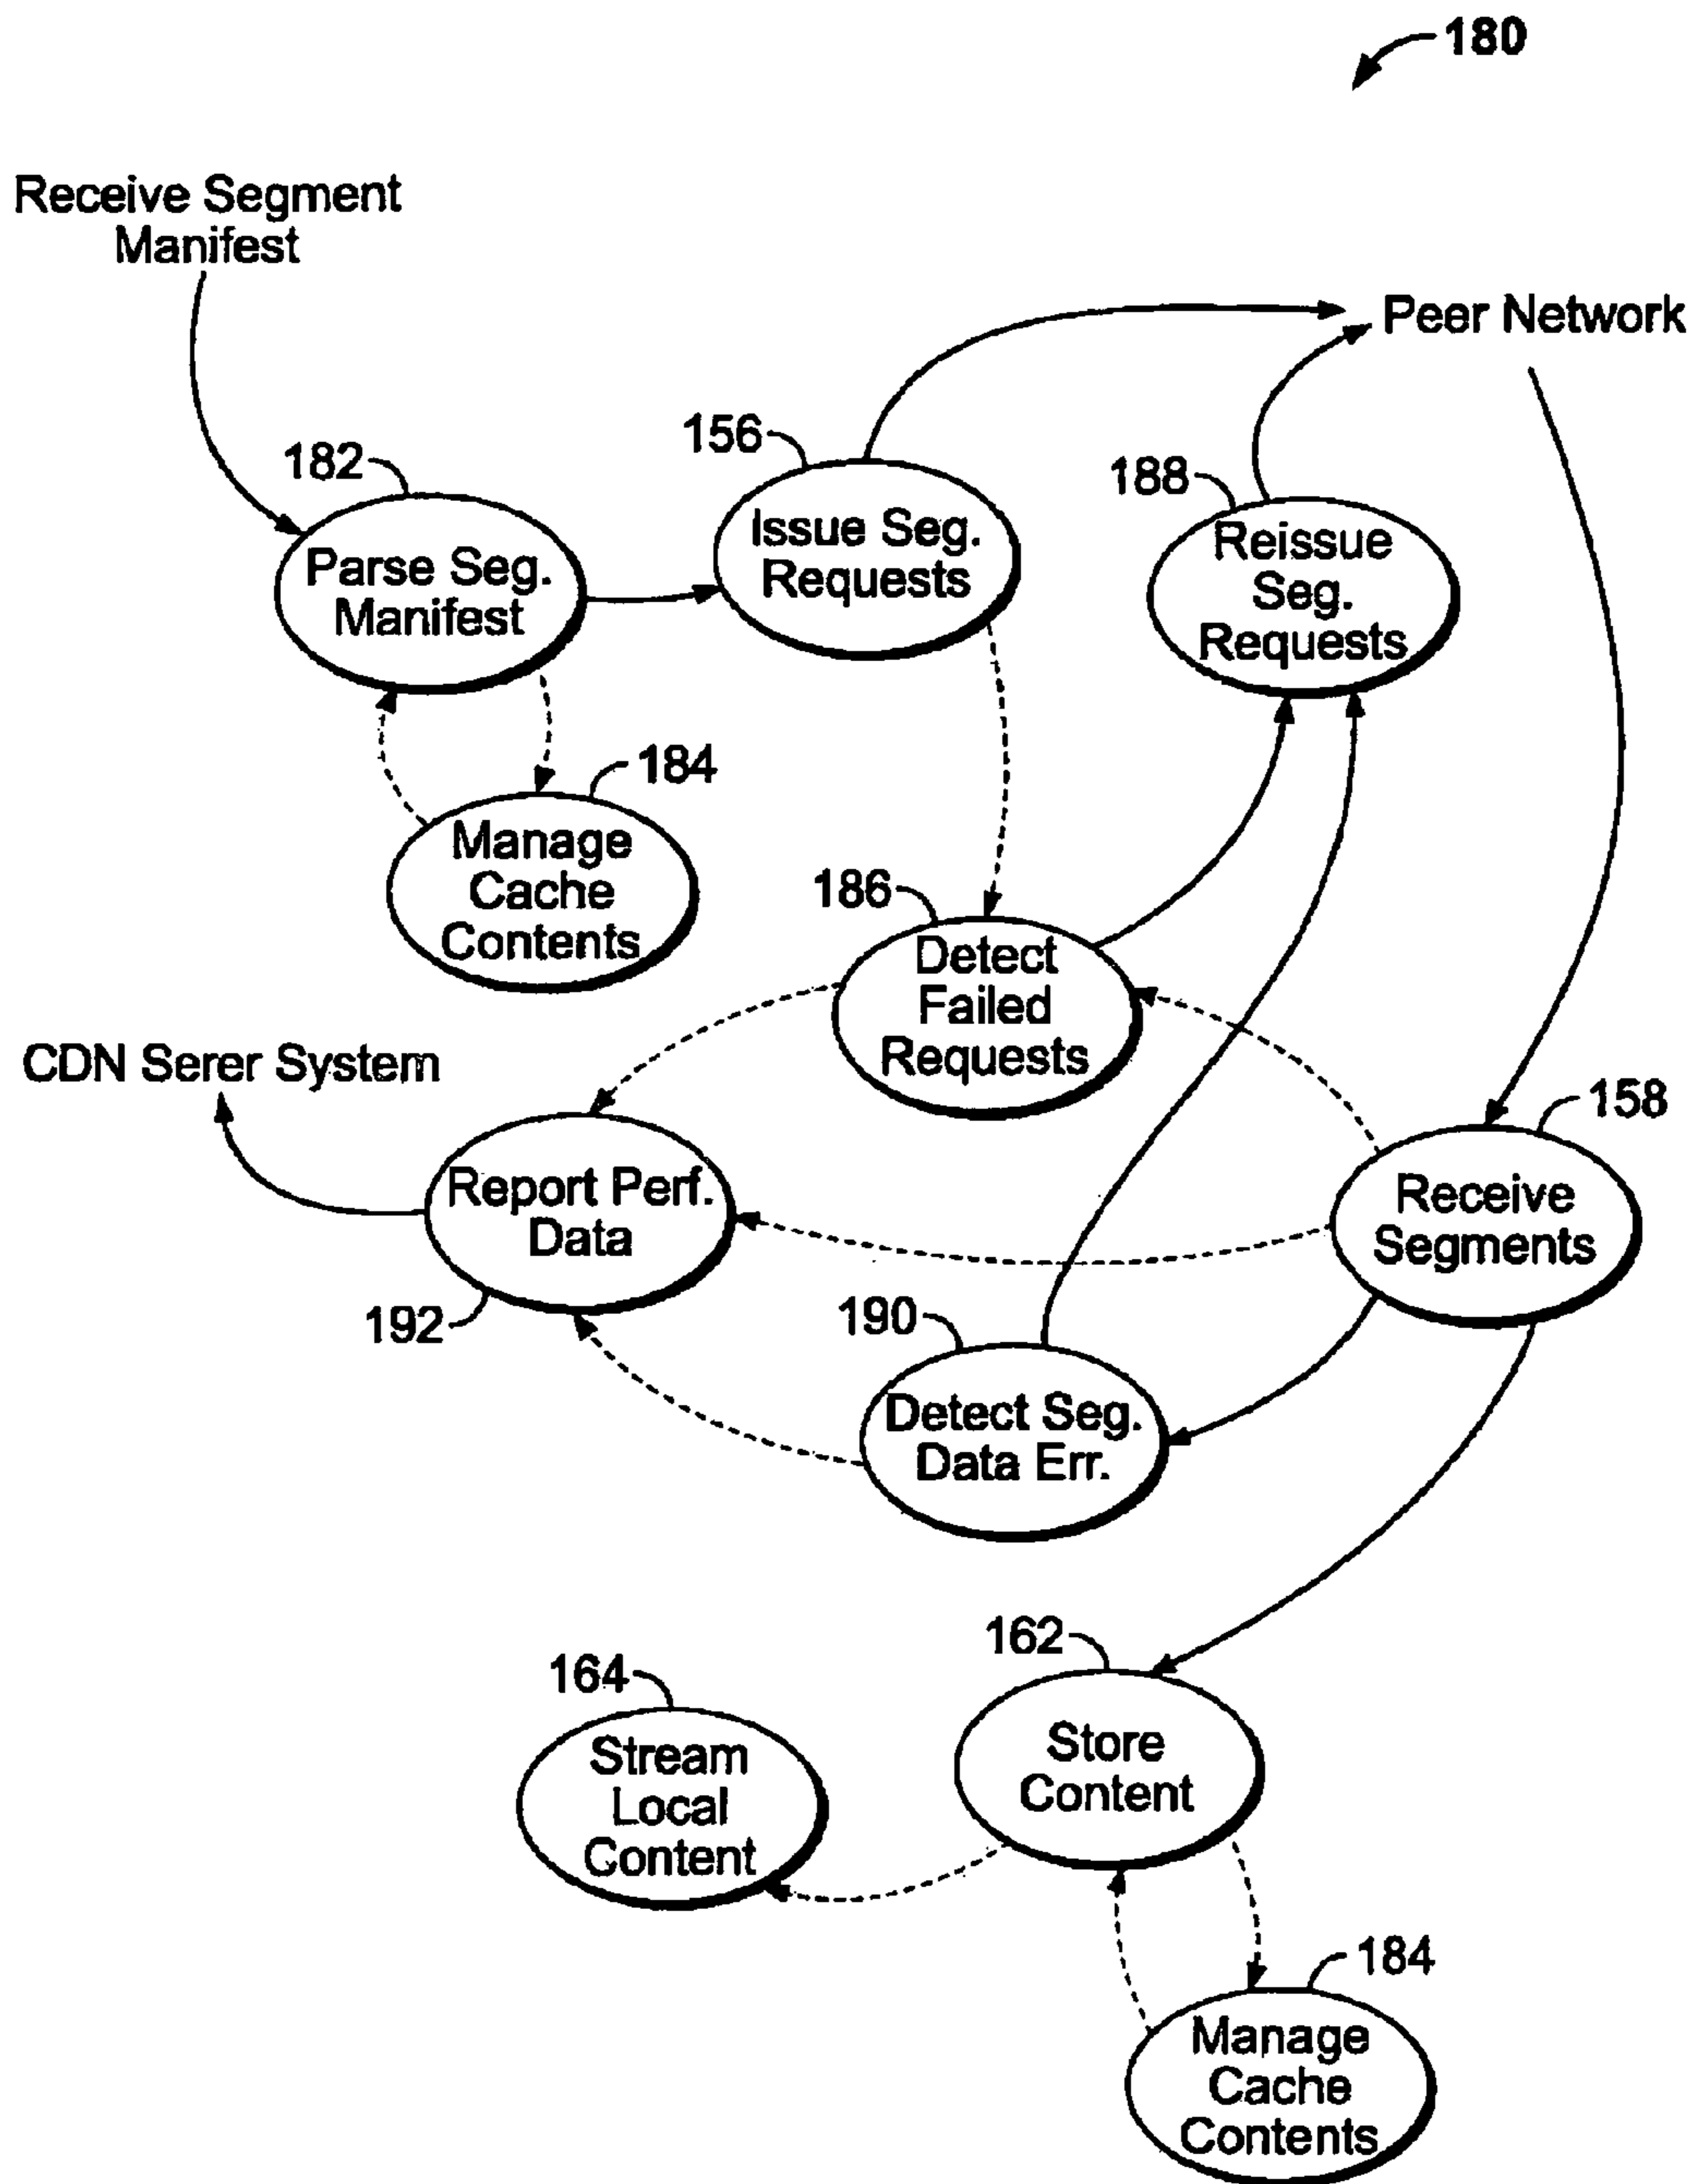 180
Receive Segment
Manifest
Peer Network
182
Parse Seg.
Manifest
156
Issue Seg.
Requests
188
Reissue
Seg.
Requests
184
Manage
Cache
Contents
186
Detect
Failed
Requests
CDN Serer System
158
Receive
Segments
Report Perf.
Data
192
190
Detect Seg.
Data Err.
162
Store
Content
164
Stream
Local
Content
184
Manage
Cache
Contents